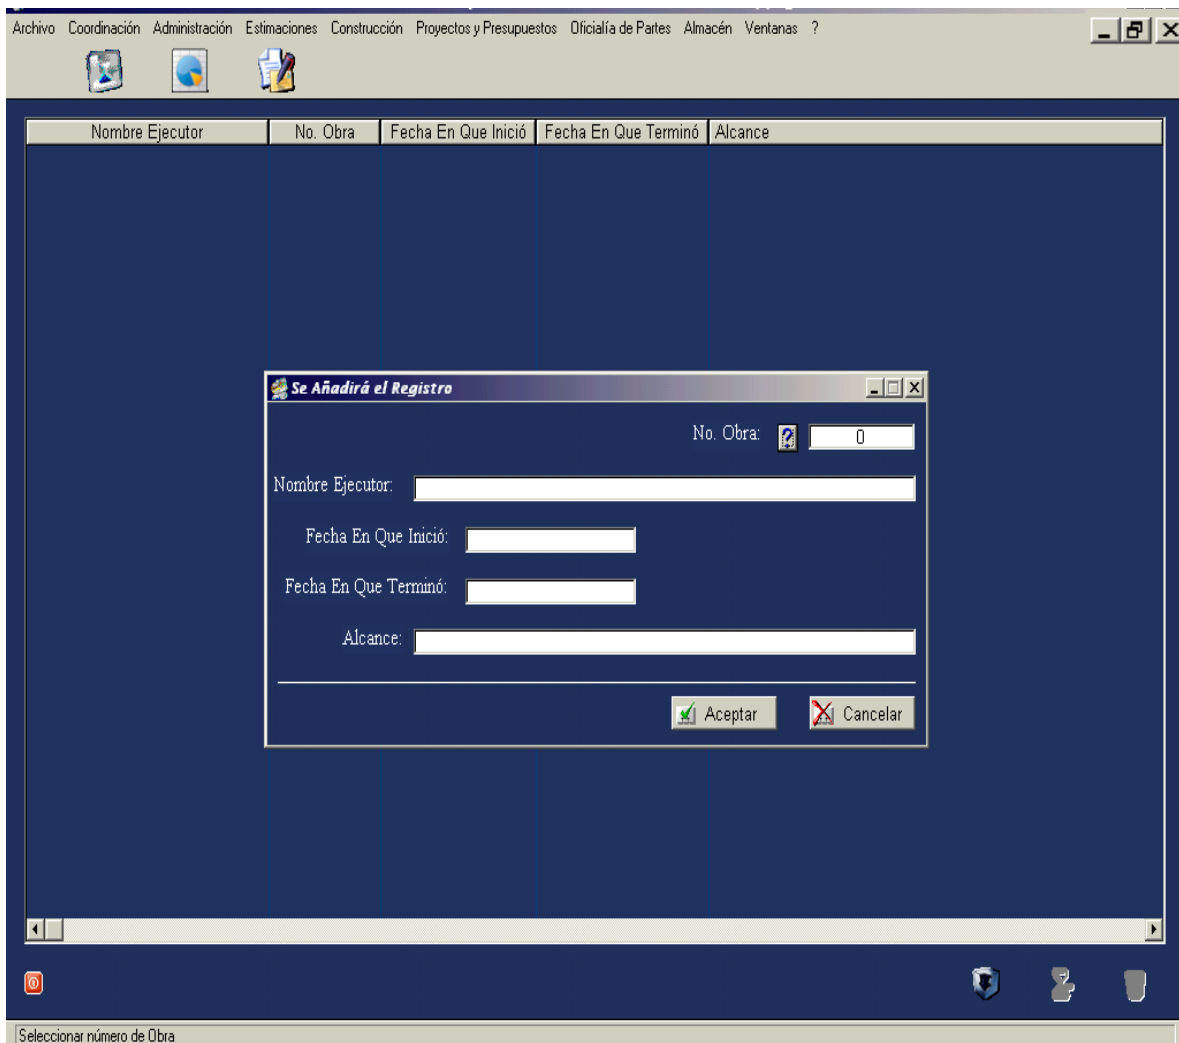 Archivo Coordinación Administración Estimaciones Construcción Proyectos y Presupuestos Oficialía de Partes Almacén Ventanas ?
Nombre Ejecutor No. Obra Fecha En Que Inició Fecha En Que Terminó Alcance
Se Añadirá el Registro
No. Obra: ? 0
Nombre Ejecutor:
Fecha En Que Inició:
Fecha En Que Terminó:
Alcance:
Aceptar Cancelar
Seleccionar número de Obra